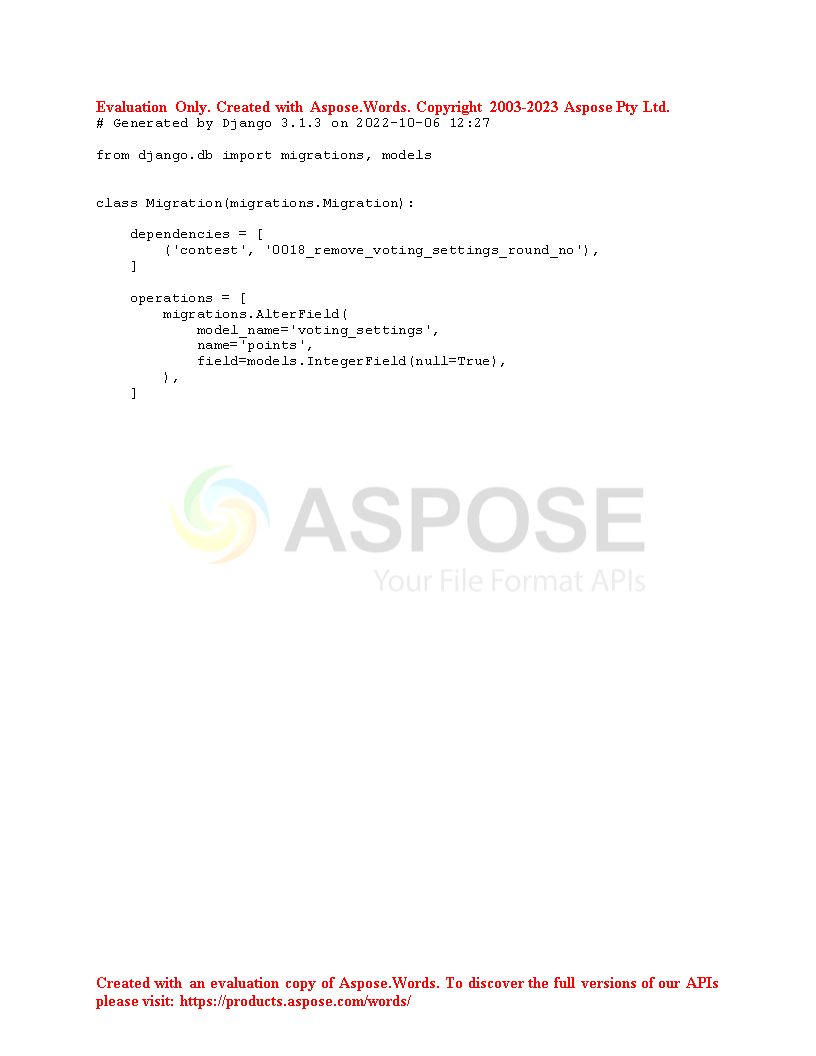 Evaluation Only. Created with Aspose.Words. Copyright 2003-2023 Aspose Pty Ltd.
# Generated by Django 3.1.3 on 2022-10-06 12:27

from django.db import migrations, models


class Migration(migrations.Migration):

    dependencies = [
        ('contest', '0018_remove_voting_settings_round_no'),
    ]

    operations = [
        migrations.AlterField(
            model_name='voting_settings',
            name='points',
            field=models.IntegerField(null=True),
        ),
    ]
ASPOSE
Your File Format APIs
Created with an evaluation copy of Aspose.Words. To discover the full versions of our APIs
please visit: https://products.aspose.com/words/